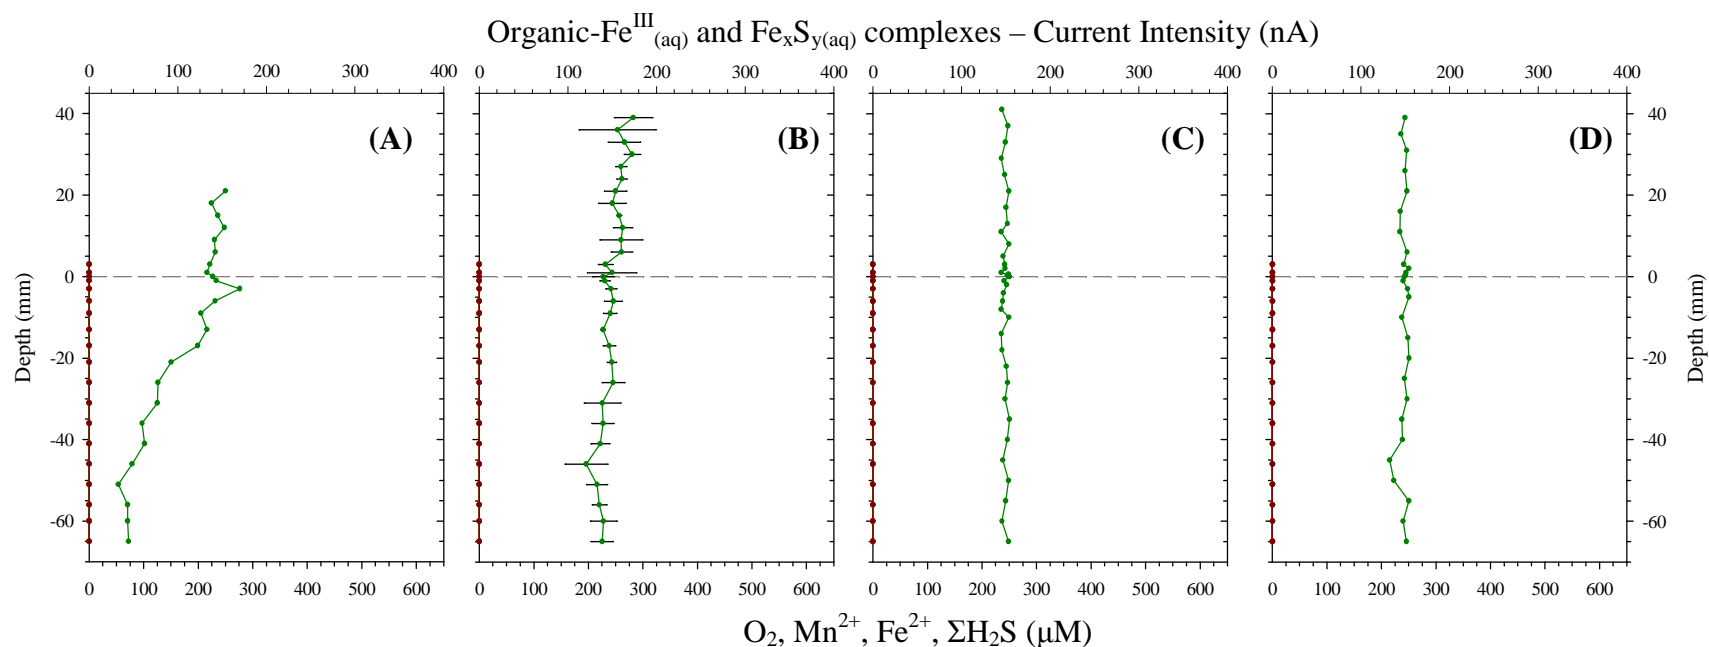 Organic-Fe^III_(aq) and Fe_xS_y(aq) complexes – Current Intensity (nA)
0 100 200 300 400 0 100 200 300 400 0 100 200 300 400 0 100 200 300 400
40 (A) (B) (C) (D) 40
20 20
0 0
Depth (mm) Depth (mm)
-20 -20
-40 -40
-60 -60
0 100 200 300 400 500 600 0 100 200 300 400 500 600 0 100 200 300 400 500 600 0 100 200 300 400 500 600
O₂, Mn²⁺, Fe²⁺, ΣH₂S (μM)